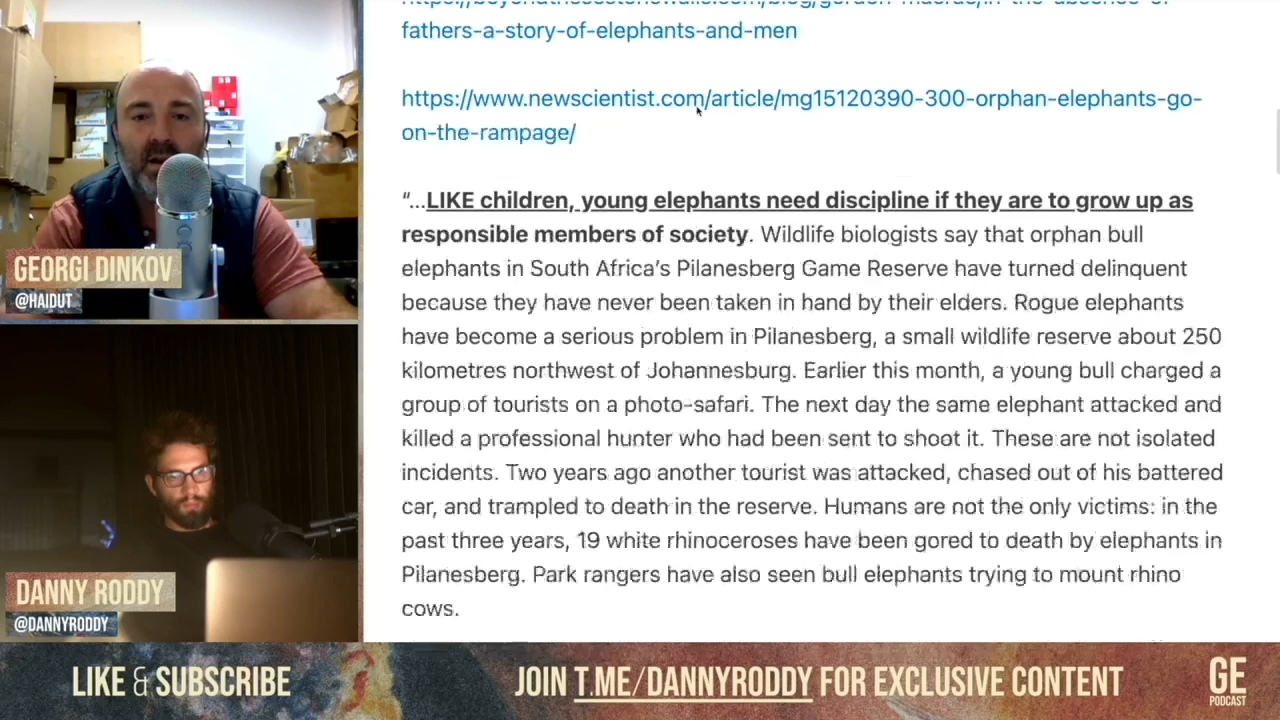 fathers-a-story-of-elephants-and-men
https://www.newscientist.com/article/mg15120390-300-orphan-elephants-go-
on-the-rampage/
“...LIKE children, young elephants need discipline if they are to grow up as
responsible members of society. Wildlife biologists say that orphan bull
elephants in South Africa’s Pilanesberg Game Reserve have turned delinquent
because they have never been taken in hand by their elders. Rogue elephants
have become a serious problem in Pilanesberg, a small wildlife reserve about 250
kilometres northwest of Johannesburg. Earlier this month, a young bull charged a
group of tourists on a photo-safari. The next day the same elephant attacked and
killed a professional hunter who had been sent to shoot it. These are not isolated
incidents. Two years ago another tourist was attacked, chased out of his battered
car, and trampled to death in the reserve. Humans are not the only victims: in the
past three years, 19 white rhinoceroses have been gored to death by elephants in
Pilanesberg. Park rangers have also seen bull elephants trying to mount rhino
cows.
GEORGI DINKOV
@HAIDUT
DANNY RODDY
@DANNYRODDY
LIKE & SUBSCRIBE
JOIN T.ME/DANNYRODDY FOR EXCLUSIVE CONTENT
GE
PODCAST